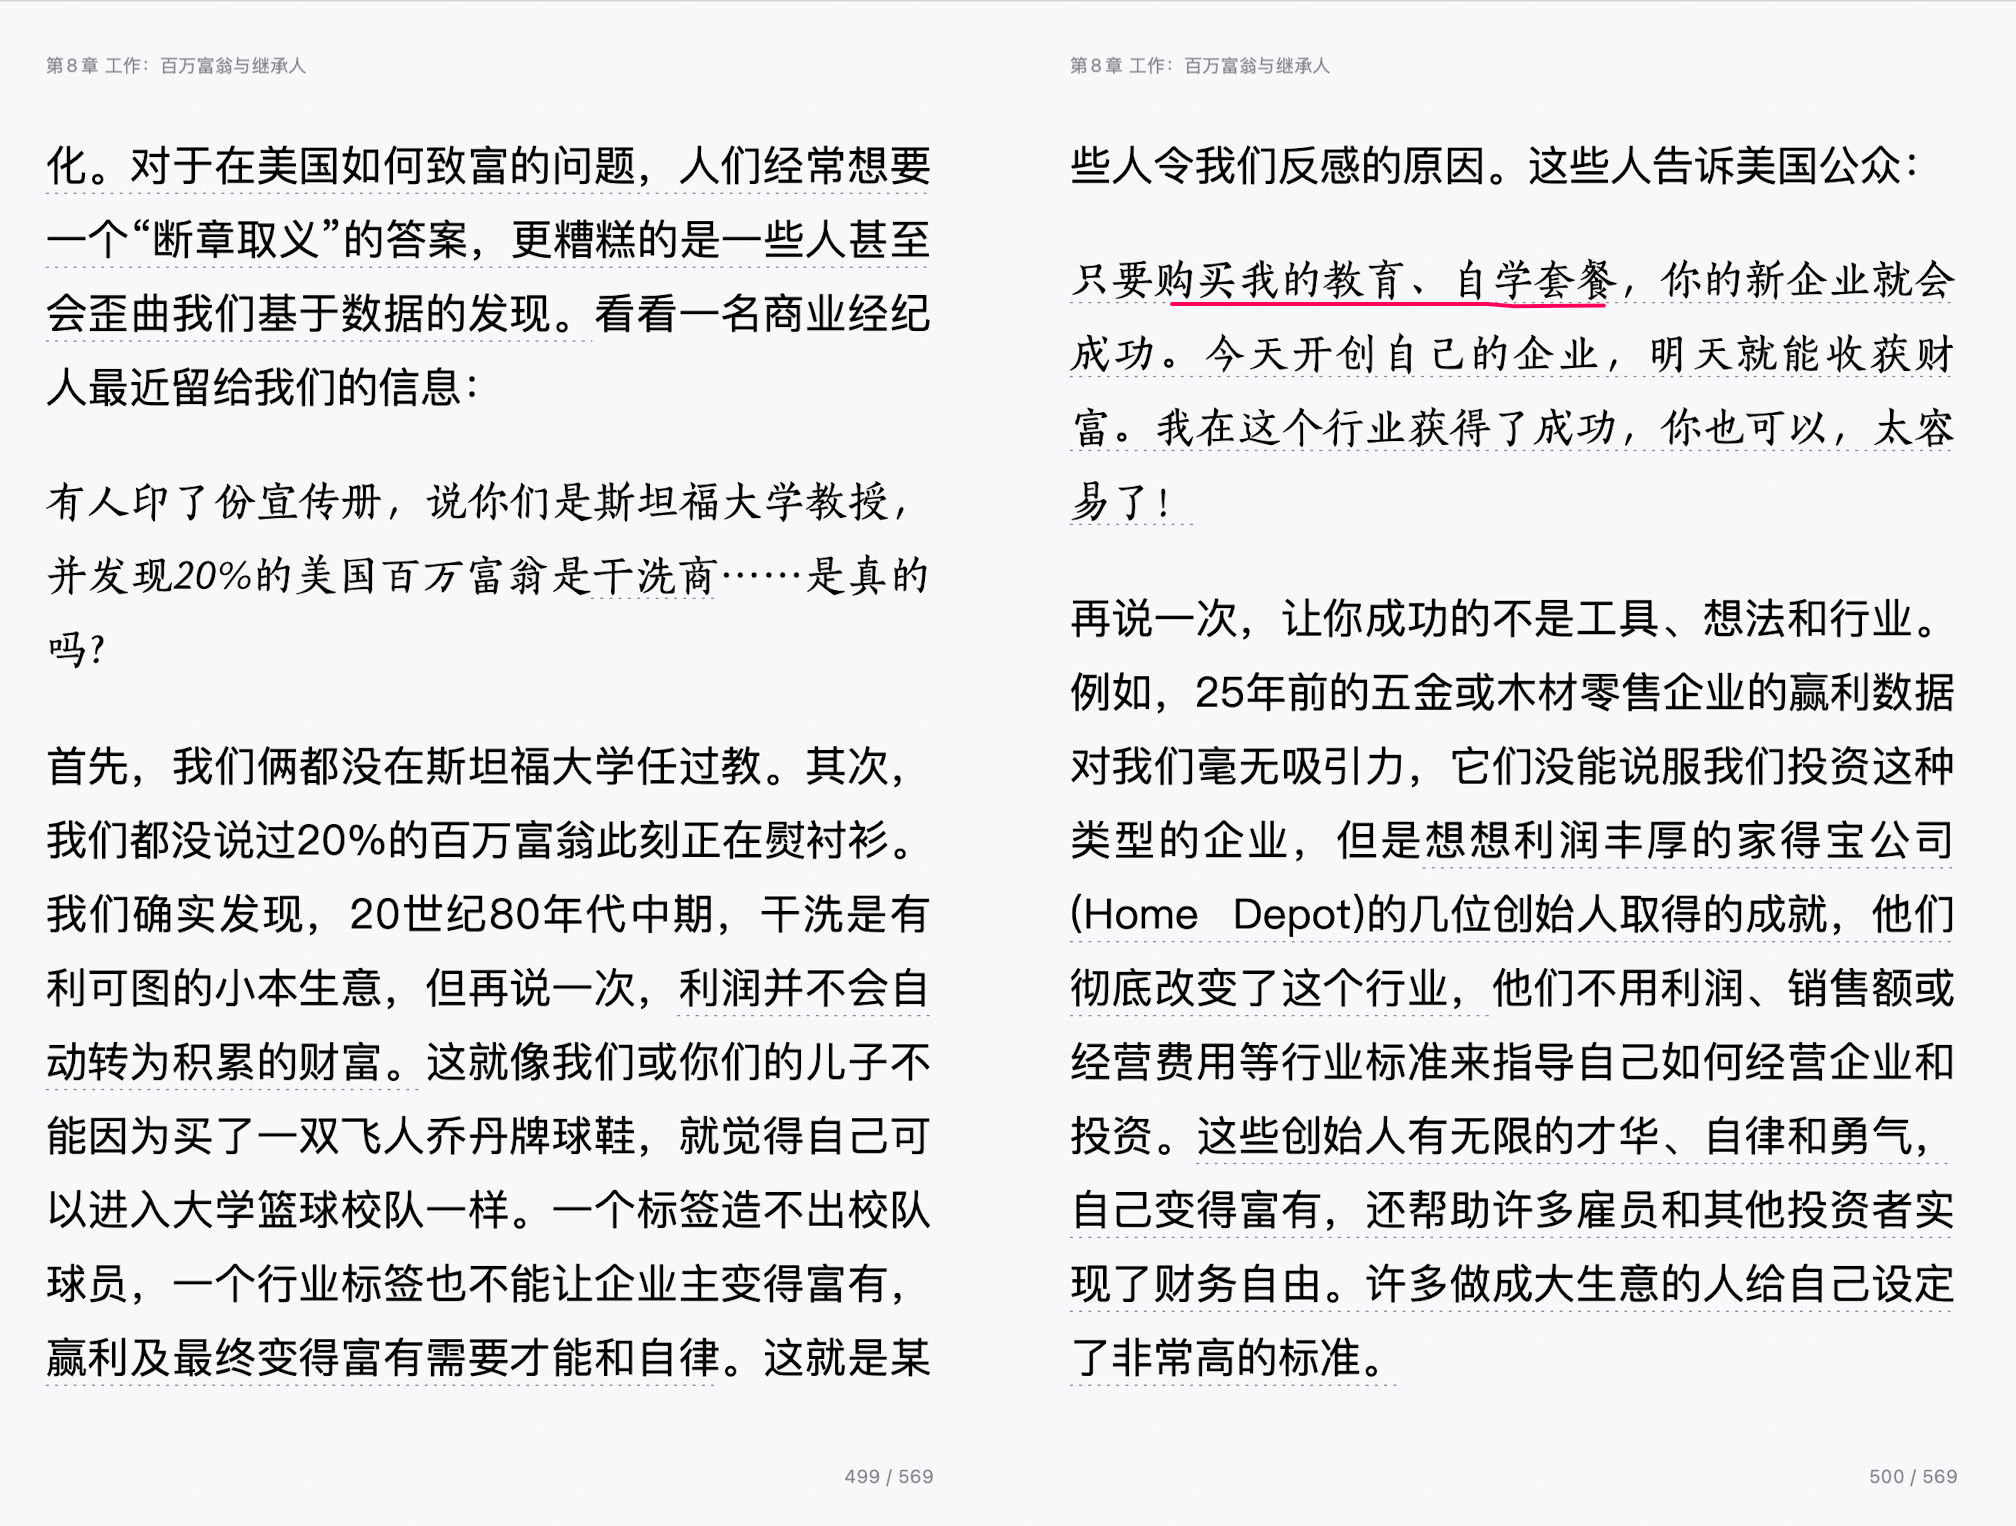 第8章 工作：百万富翁与继承人
化。对于在美国如何致富的问题，人们经常想要
一个“断章取义”的答案，更糟糕的是一些人甚至
会歪曲我们基于数据的发现。看看一名商业经纪
人最近留给我们的信息：
有人印了份宣传册，说你们是斯坦福大学教授，
并发现20%的美国百万富翁是干洗商……是真的
吗？
首先，我们俩都没在斯坦福大学任过教。其次，
我们都没说过20%的百万富翁此刻正在熨衬衫。
我们确实发现，20世纪80年代中期，干洗是有
利可图的小本生意，但再说一次，利润并不会自
动转为积累的财富。这就像我们或你们的儿子不
能因为买了一双飞人乔丹牌球鞋，就觉得自己可
以进入大学篮球校队一样。一个标签造不出校队
球员，一个行业标签也不能让企业主变得富有，
赢利及最终变得富有需要才能和自律。这就是某
499 / 569
第8章 工作：百万富翁与继承人
些人令我们反感的原因。这些人告诉美国公众：
只要购买我的教育、自学套餐，你的新企业就会
成功。今天开创自己的企业，明天就能收获财
富。我在这个行业获得了成功，你也可以，太容
易了！
再说一次，让你成功的不是工具、想法和行业。
例如，25年前的五金或木材零售企业的赢利数据
对我们毫无吸引力，它们没能说服我们投资这种
类型的企业，但是想想利润丰厚的家得宝公司
(Home Depot)的几位创始人取得的成就，他们
彻底改变了这个行业，他们不用利润、销售额或
经营费用等行业标准来指导自己如何经营企业和
投资。这些创始人有无限的才华、自律和勇气，
自己变得富有，还帮助许多雇员和其他投资者实
现了财务自由。许多做成大生意的人给自己设定
了非常高的标准。
500 / 569